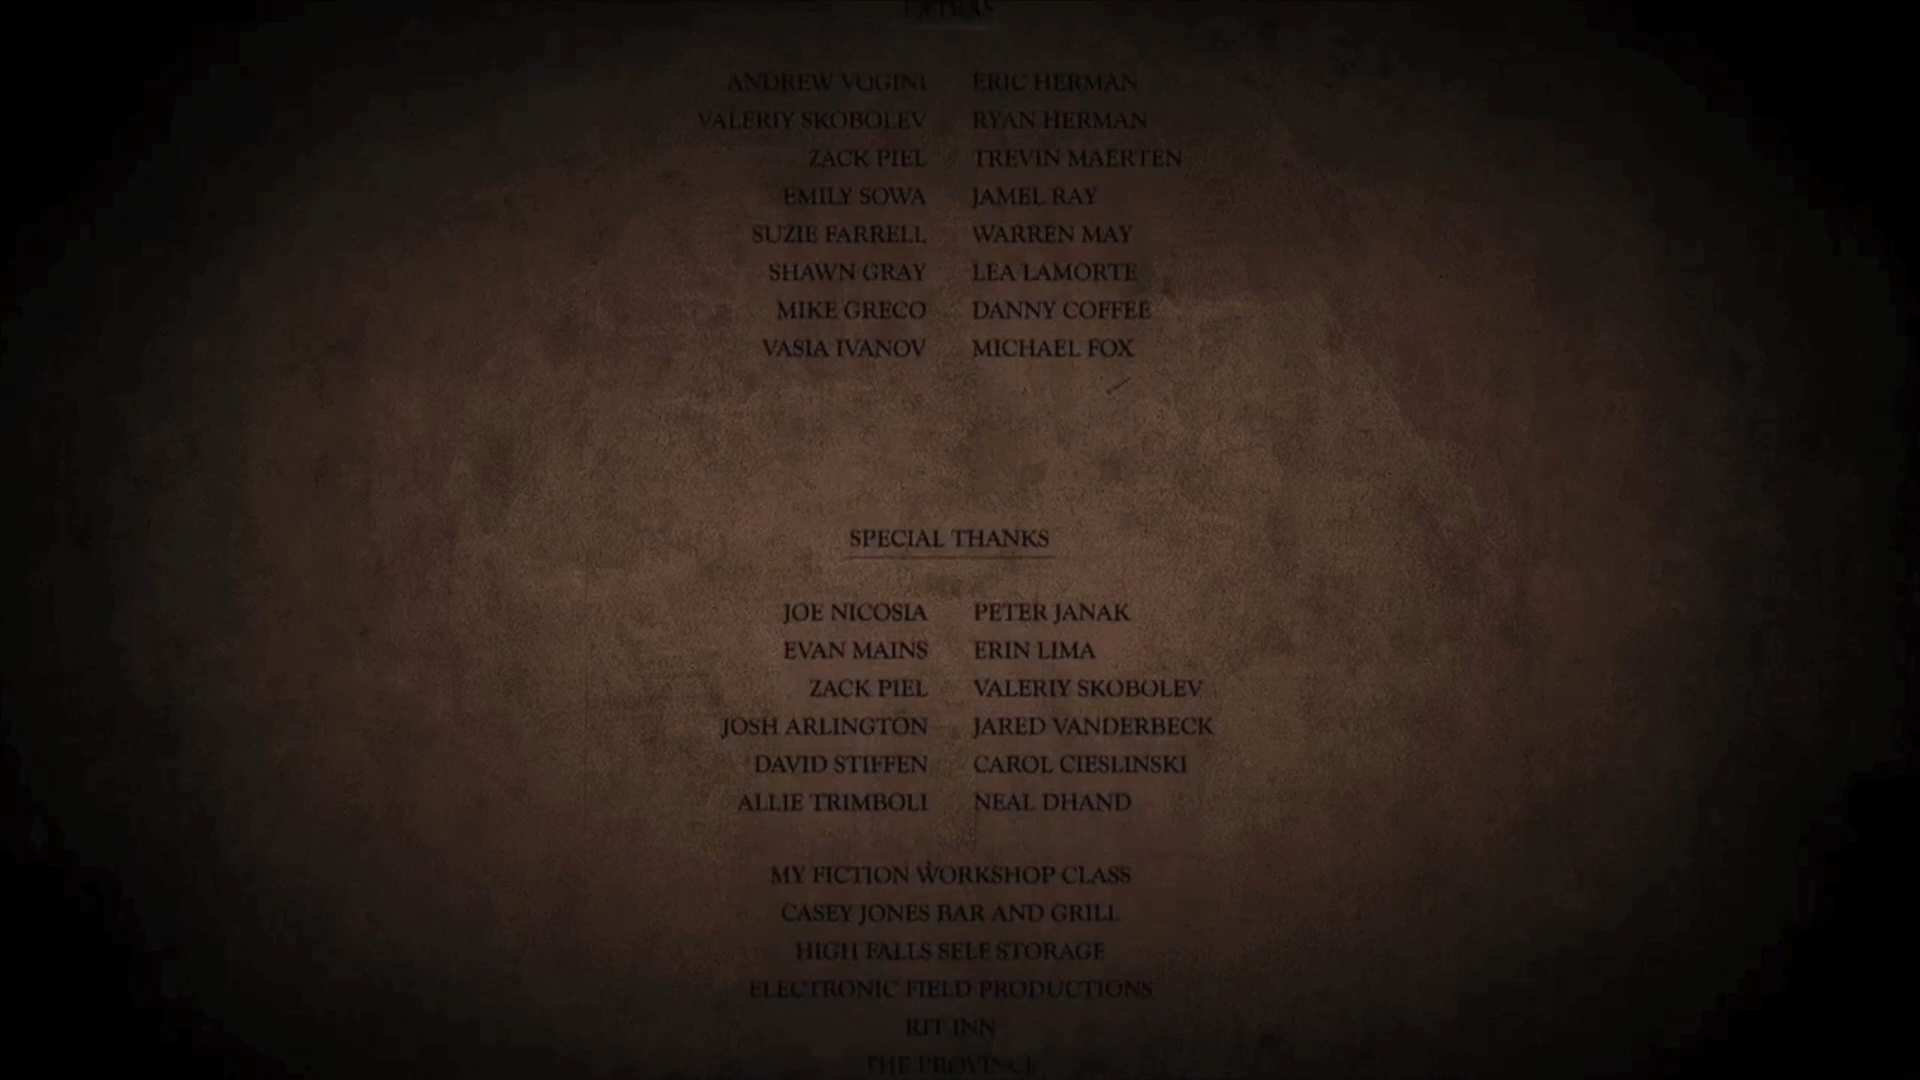 EXTRAS
ANDREW VOGINI ERIC HERMAN
VALERIY SKOBOLEV RYAN HERMAN
ZACK PIEL TREVIN MAERTEN
EMILY SOWA JAMEL RAY
SUZIE FARRELL WARREN MAY
SHAWN GRAY LEA LAMORTE
MIKE GRECO DANNY COFFEE
VASIA IVANOV MICHAEL FOX
SPECIAL THANKS
JOE NICOSIA PETER JANAK
EVAN MAINS ERIN LIMA
ZACK PIEL VALERIY SKOBOLEV
JOSH ARLINGTON JARED VANDERBECK
DAVID STIFFEN CAROL CIESLINSKI
ALLIE TRIMBOLI NEAL DHAND
MY FICTION WORKSHOP CLASS
CASEY JONES BAR AND GRILL
HIGH FALLS SELF STORAGE
ELECTRONIC FIELD PRODUCTIONS
RIT INN
THE PROVINCE